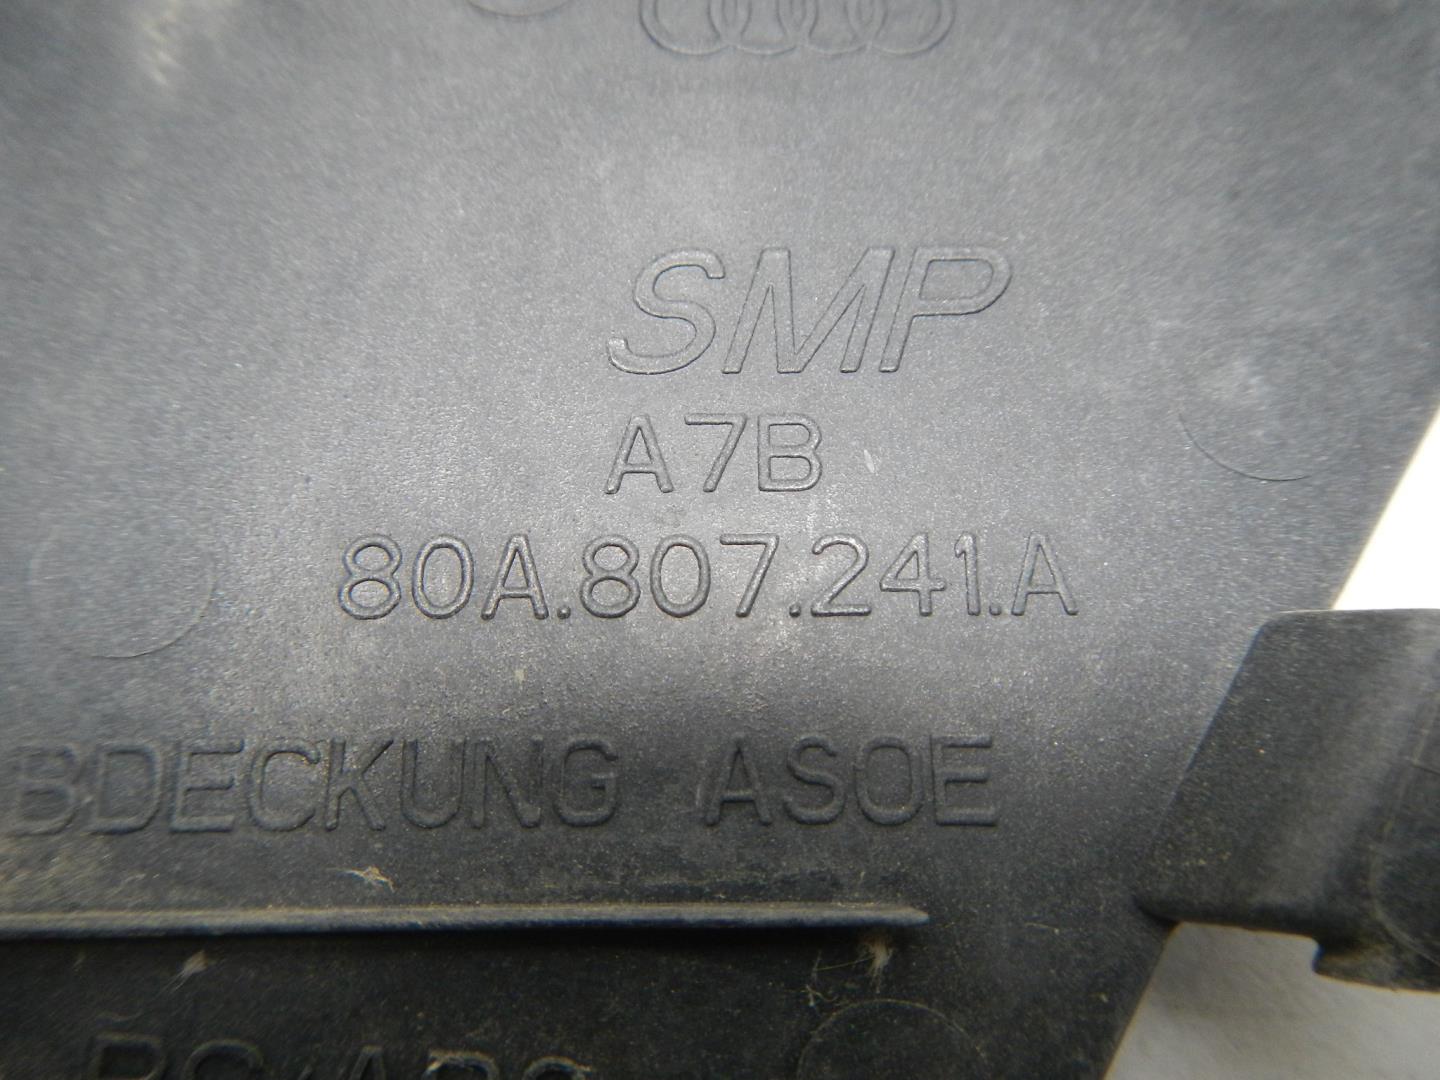 SMP
A7B
80A.807.241.A
BDECKUNG ASOE